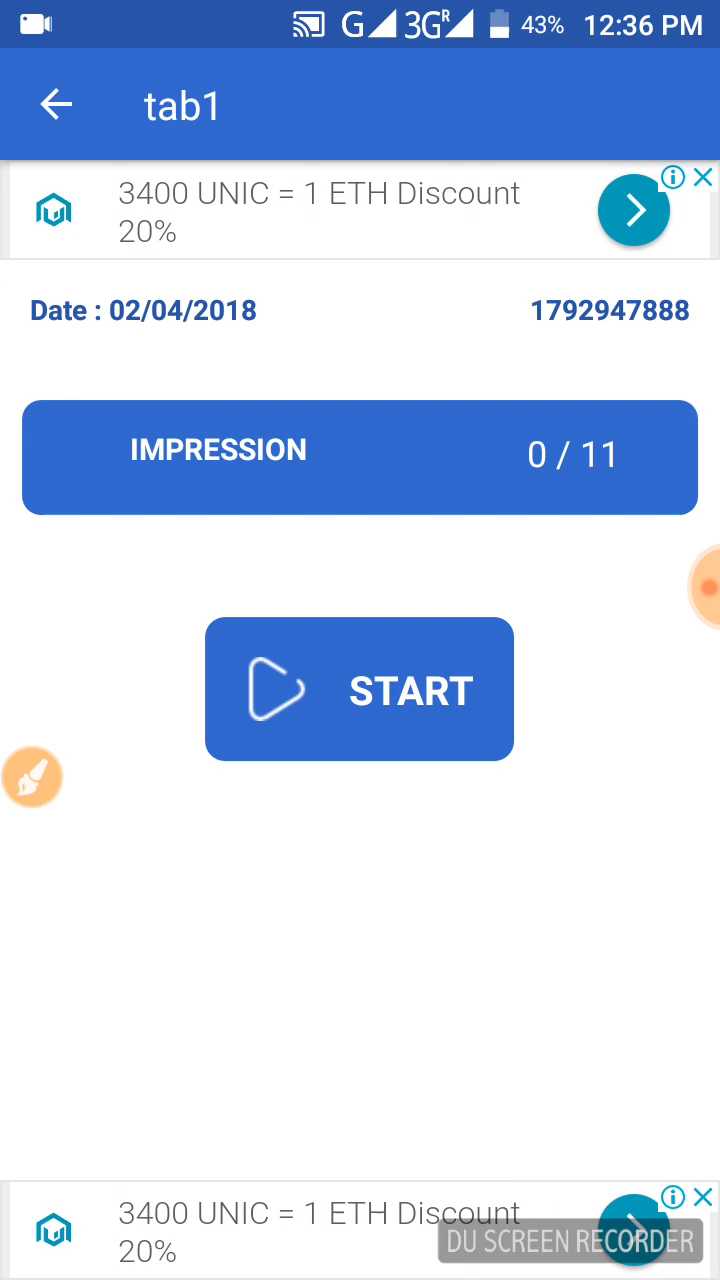 G 3G R 43% 12:36 PM
tab1
3400 UNIC = 1 ETH Discount
20%
Date : 02/04/2018 1792947888
IMPRESSION 0 / 11
START
3400 UNIC = 1 ETH Discount
20%
DU SCREEN RECORDER